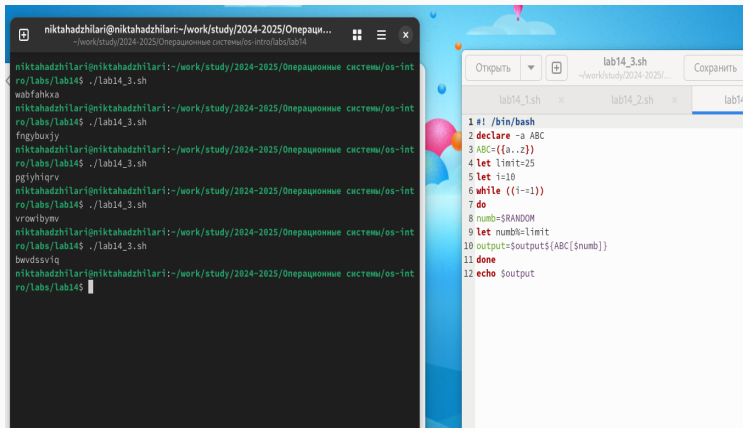 niktahadzhilari@niktahadzhilari:~/work/study/2024-2025/Операци...
~/work/study/2024-2025/Операционные системы/os-intro/labs/lab14
niktahadzhilari@niktahadzhilari:~/work/study/2024-2025/Операционные системы/os-int
ro/labs/lab14$ ./lab14_3.sh
wabfahkxa
niktahadzhilari@niktahadzhilari:~/work/study/2024-2025/Операционные системы/os-int
ro/labs/lab14$ ./lab14_3.sh
fngybuxjy
niktahadzhilari@niktahadzhilari:~/work/study/2024-2025/Операционные системы/os-int
ro/labs/lab14$ ./lab14_3.sh
pgiyhiqrv
niktahadzhilari@niktahadzhilari:~/work/study/2024-2025/Операционные системы/os-int
ro/labs/lab14$ ./lab14_3.sh
vrowibymv
niktahadzhilari@niktahadzhilari:~/work/study/2024-2025/Операционные системы/os-int
ro/labs/lab14$ ./lab14_3.sh
bwvdssviq
niktahadzhilari@niktahadzhilari:~/work/study/2024-2025/Операционные системы/os-int
ro/labs/lab14$
Открыть
lab14_3.sh
~/work/study/2024-2025/...
Сохранить
lab14_1.sh × lab14_2.sh × lab14
1 #! /bin/bash
2 declare -a ABC
3 ABC=({a..z})
4 let limit=25
5 let i=10
6 while ((i-=1))
7 do
8 numb=$RANDOM
9 let numb%=limit
10 output=$output${ABC[$numb]}
11 done
12 echo $output